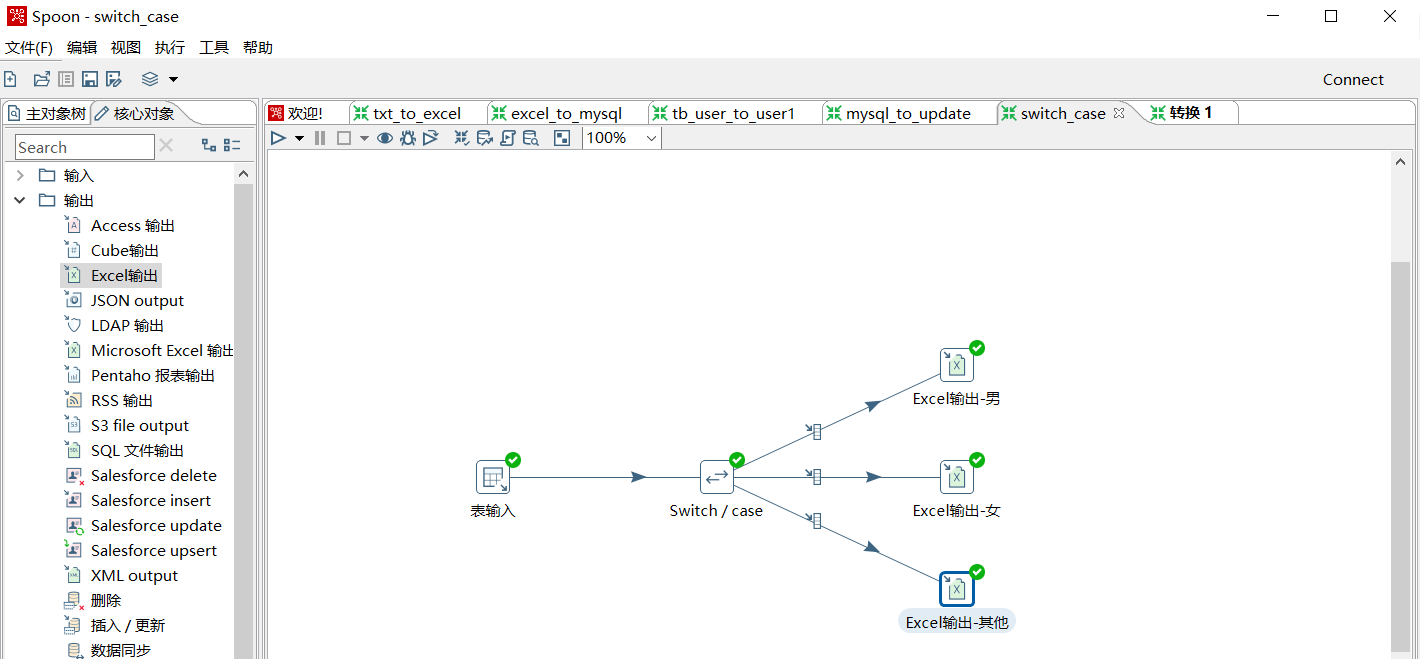 Spoon - switch_case
文件(F) 编辑 视图 执行 工具 帮助
Connect
主对象树 核心对象
欢迎! txt_to_excel excel_to_mysql tb_user_to_user1 mysql_to_update switch_case 转换 1
Search
100%
输入
输出
Access 输出
Cube输出
Excel输出
JSON output
LDAP 输出
Microsoft Excel 输出
Pentaho 报表输出
RSS 输出
S3 file output
SQL 文件输出
Salesforce delete
Salesforce insert
Salesforce update
Salesforce upsert
XML output
删除
插入 / 更新
数据同步
Excel输出-男
表输入
Switch / case
Excel输出-女
Excel输出-其他